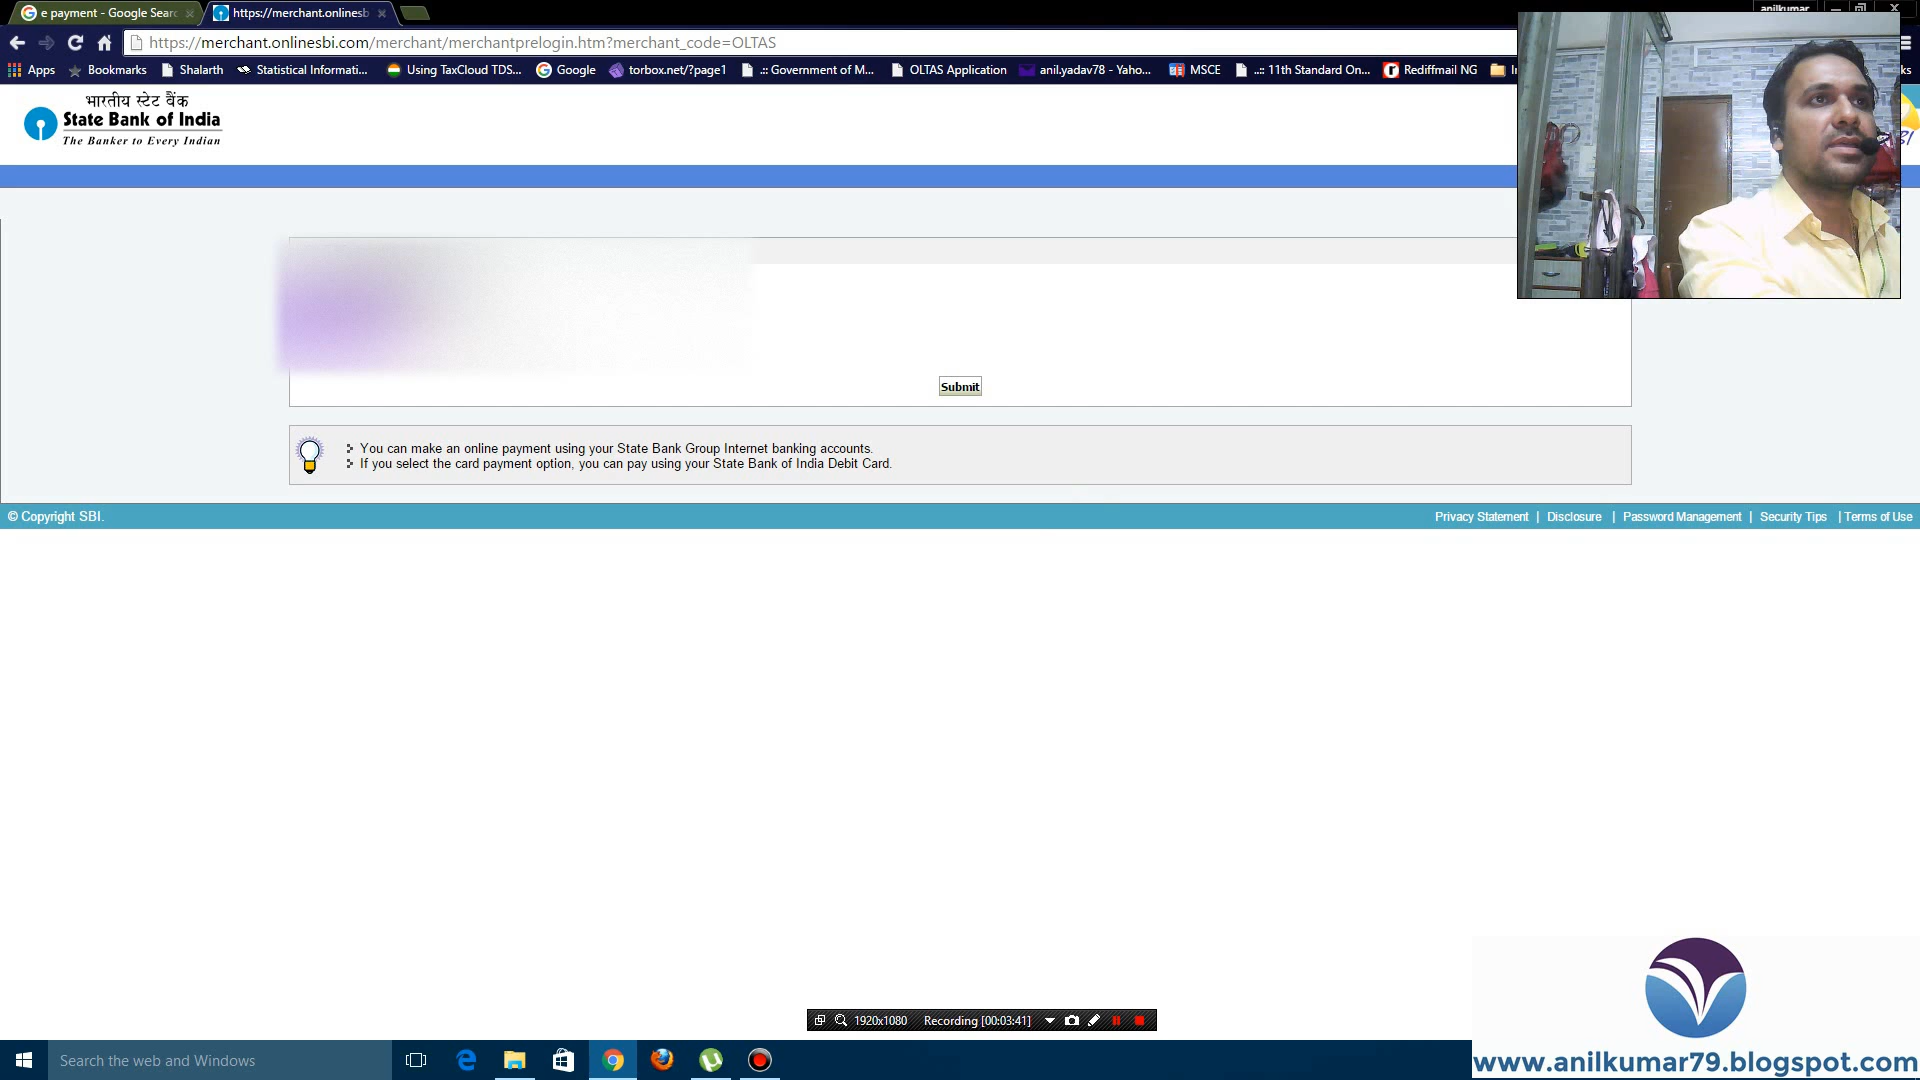 e payment - Google Searc
https://merchant.onlinesb
anilkumar
https://merchant.onlinesbi.com/merchant/merchantprelogin.htm?merchant_code=OLTAS
Apps
Bookmarks
Shalarth
Statistical Informati...
Using TaxCloud TDS...
Google
torbox.net/?page1
.:: Government of M...
OLTAS Application
anil.yadav78 - Yaho...
MSCE
..:: 11th Standard On...
Rediffmail NG
भारतीय स्टेट बैंक
State Bank of India
The Banker to Every Indian
Submit
You can make an online payment using your State Bank Group Internet banking accounts.
If you select the card payment option, you can pay using your State Bank of India Debit Card.
© Copyright SBI.
Privacy Statement | Disclosure | Password Management | Security Tips | Terms of Use
1920x1080 Recording [00:03:41]
Search the web and Windows
www.anilkumar79.blogspot.com